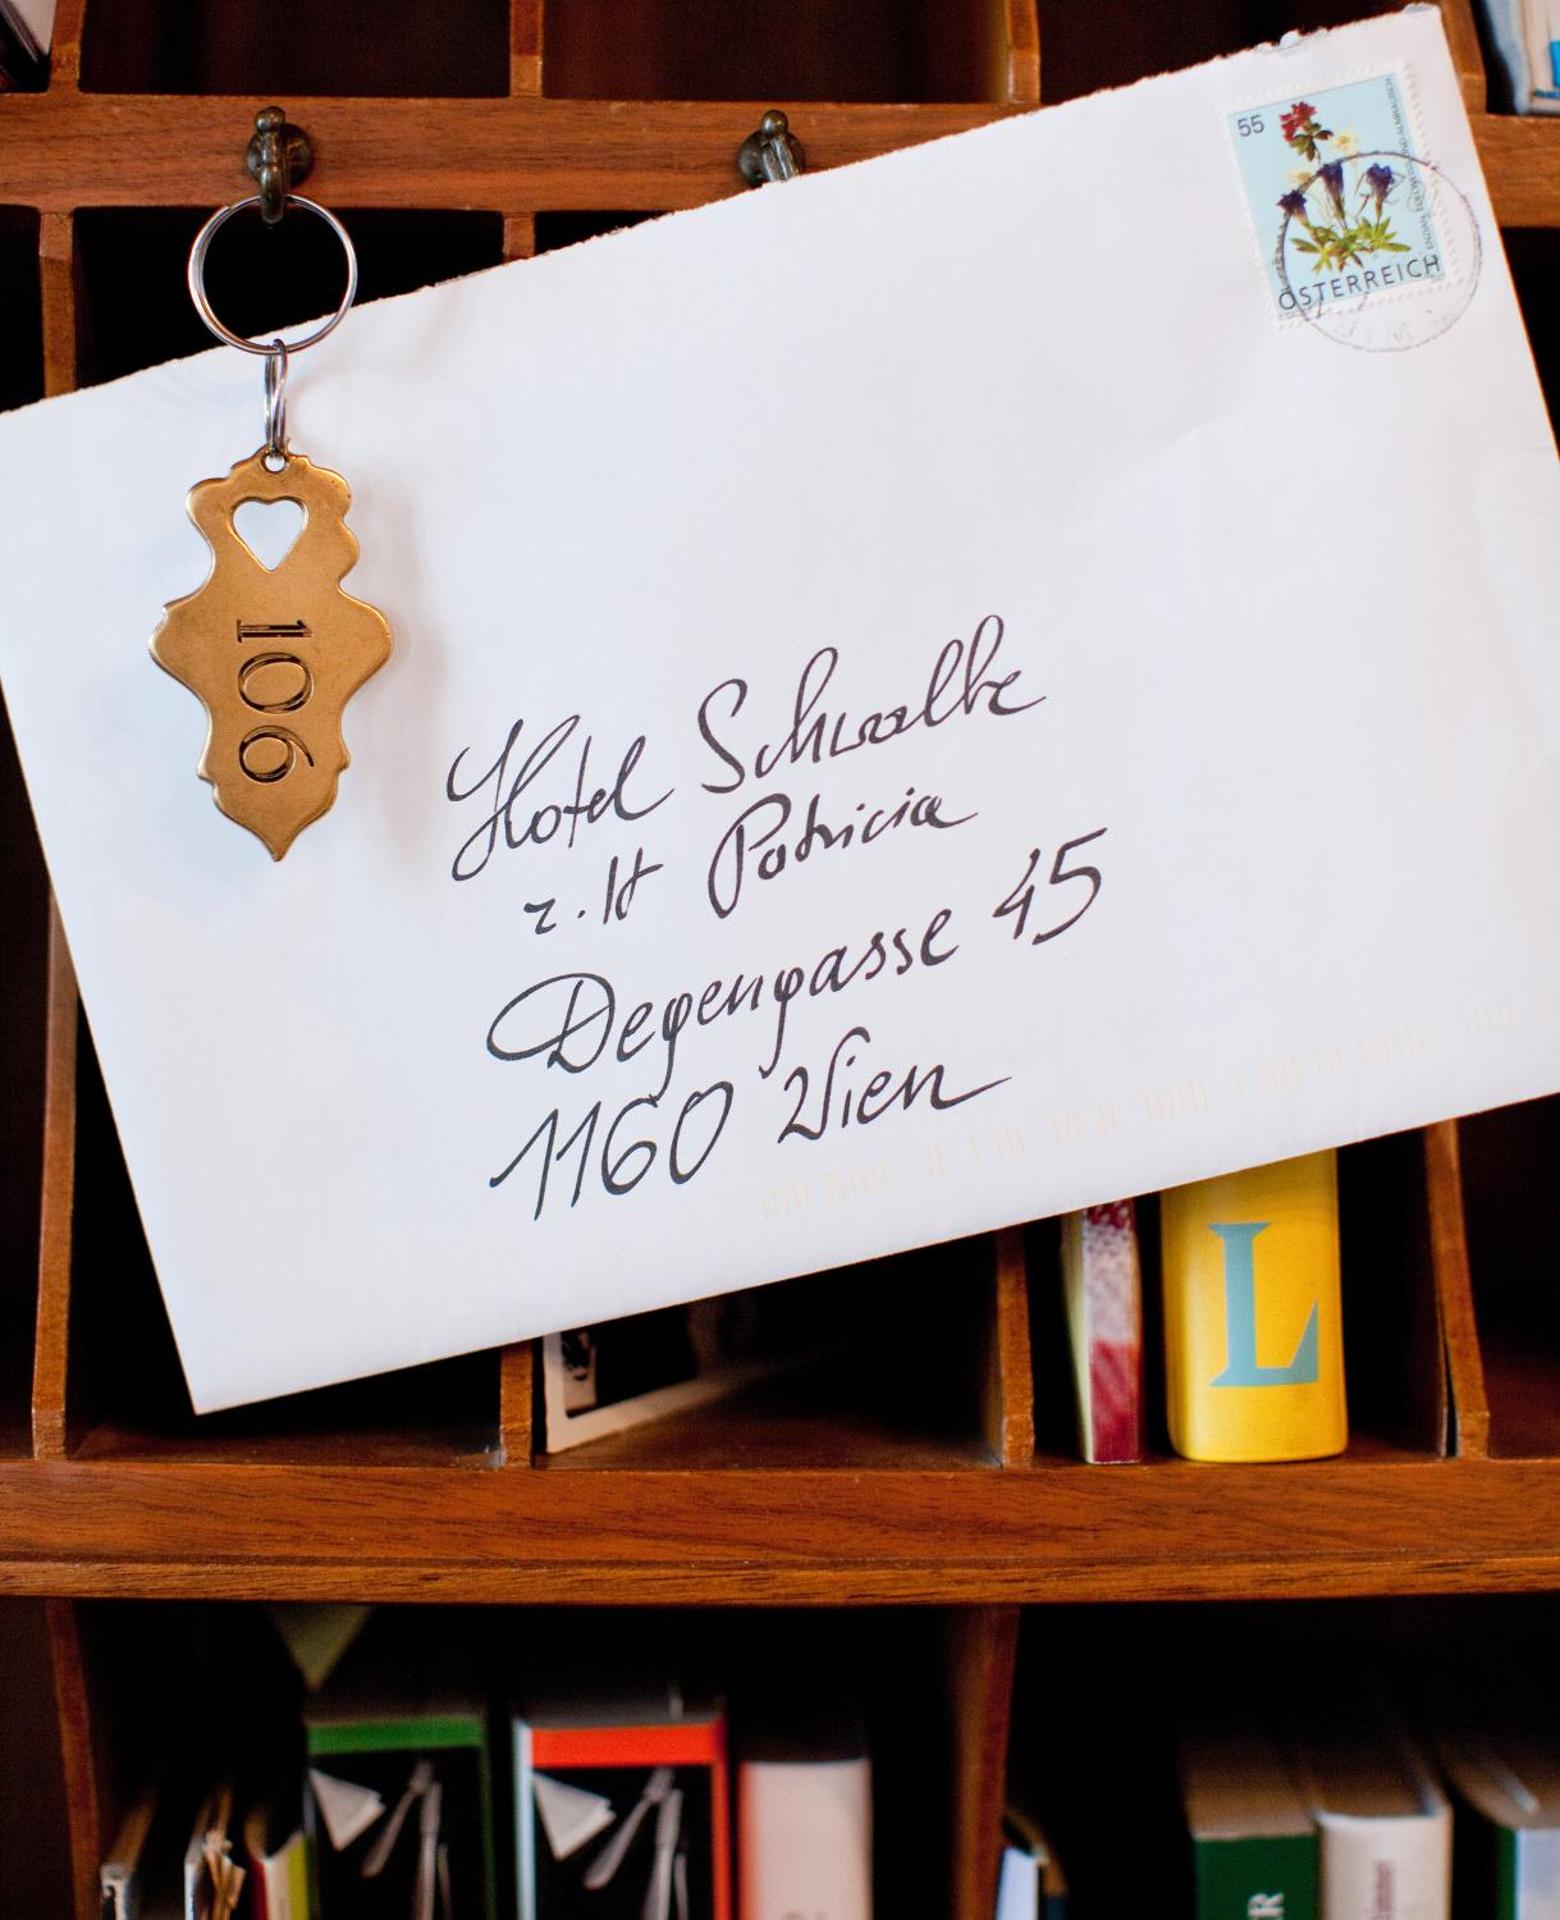 55
ÖSTERREICH
106
Hotel Schwalbe
z.H Patricia
Degengasse 45
1160 Wien
L